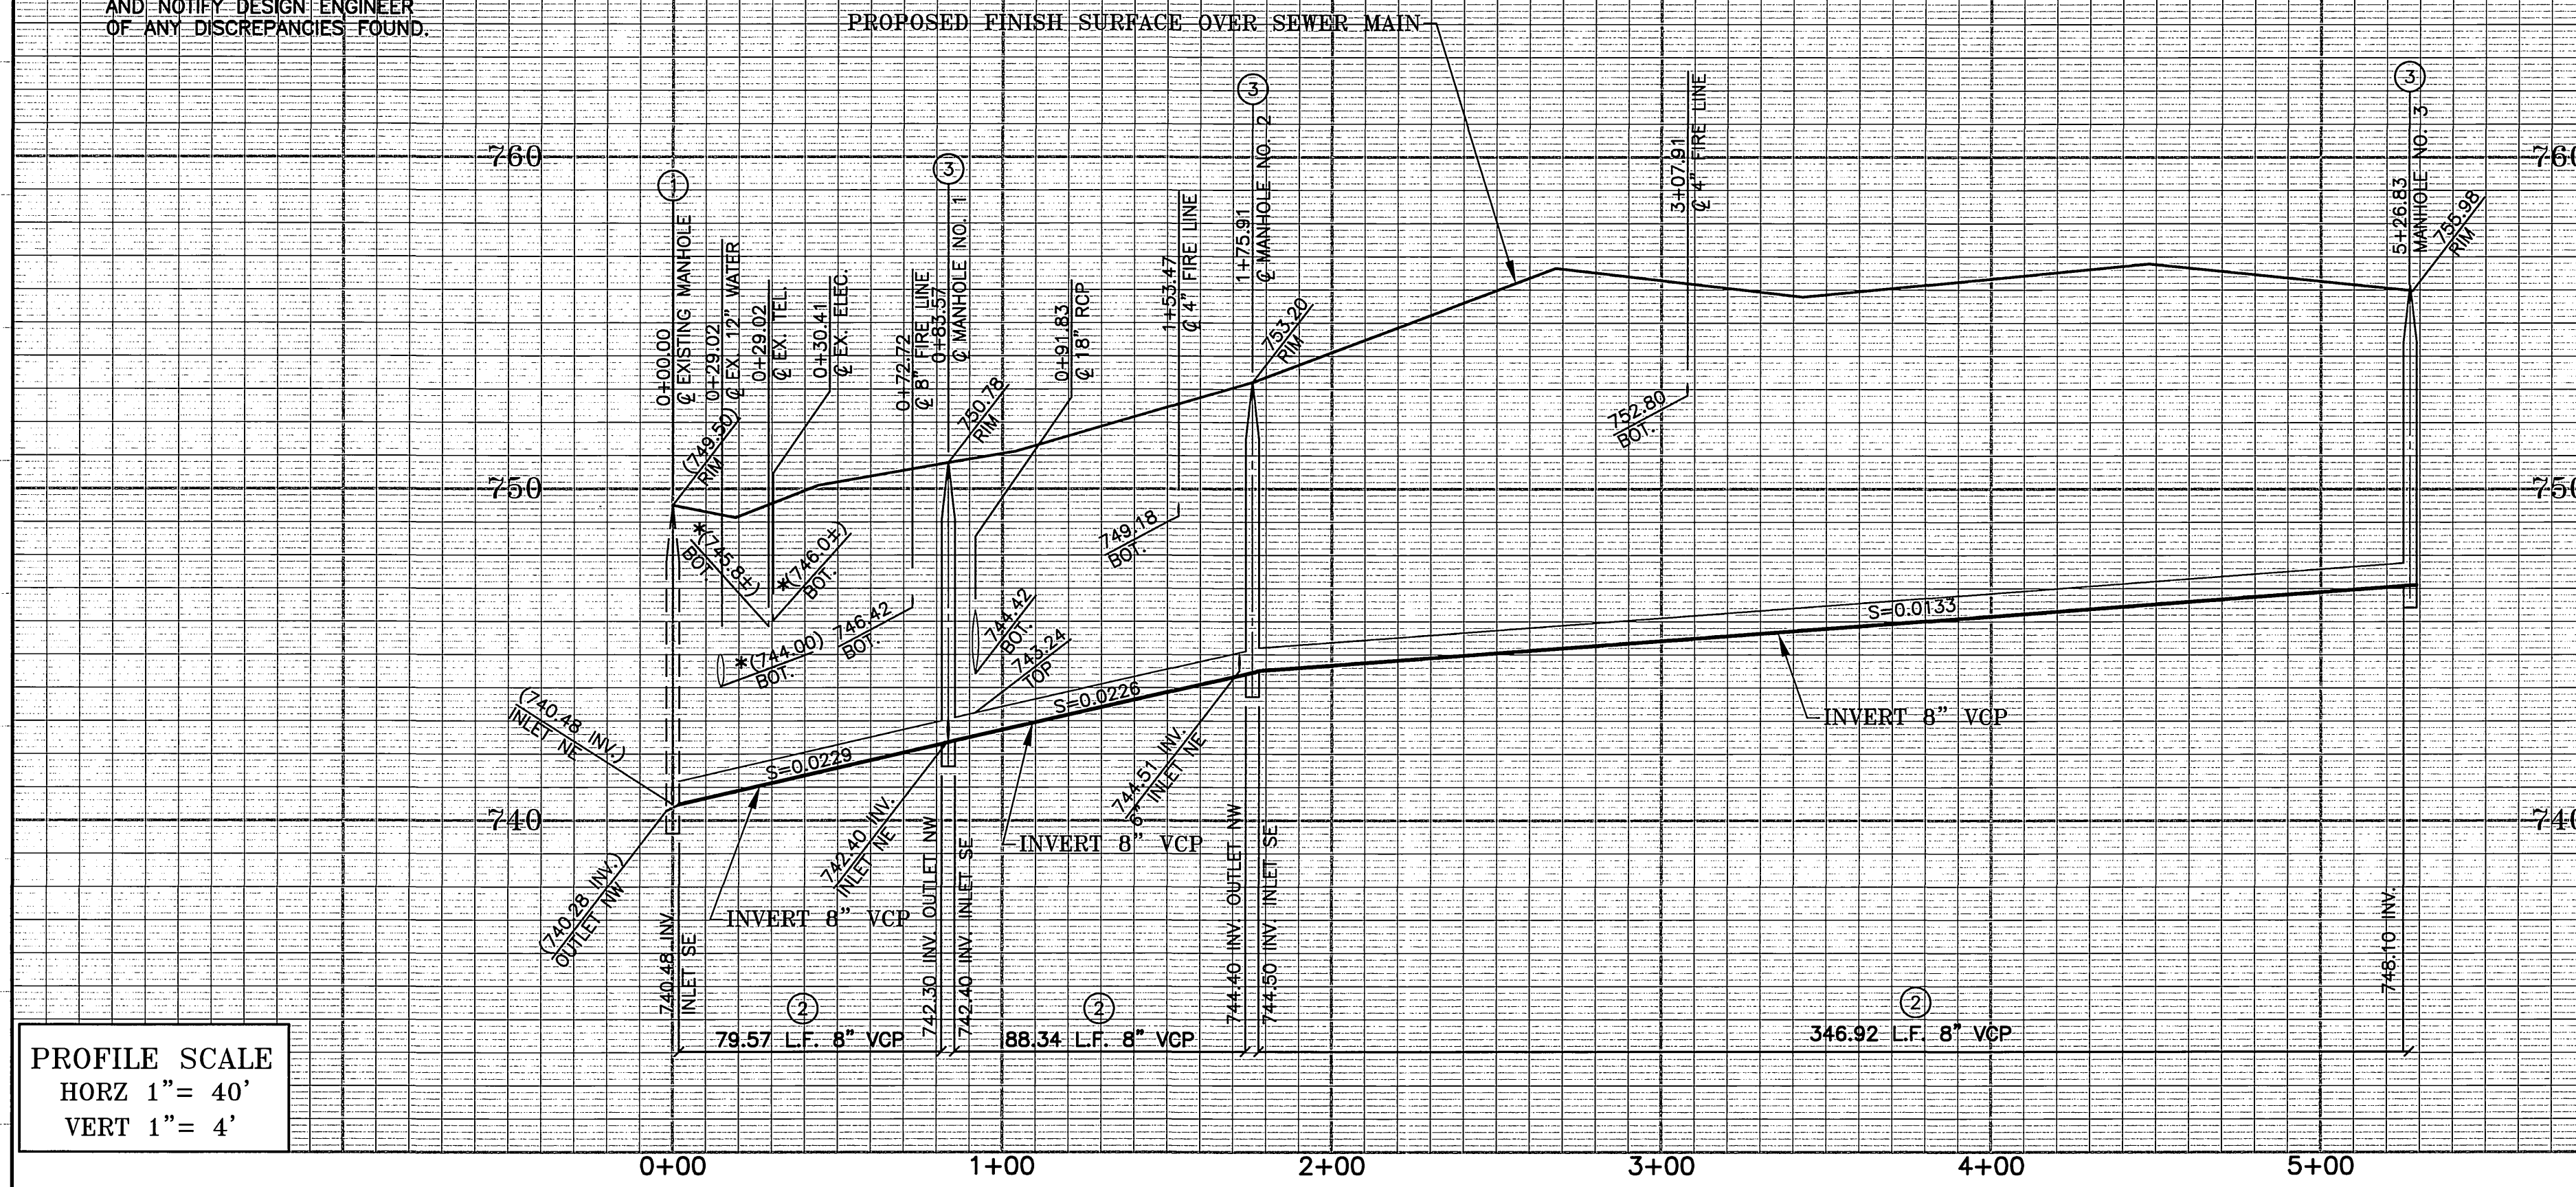 AND NOTIFY DESIGN ENGINEER
OF ANY DISCREPANCIES FOUND.
PROPOSED FINISH SURFACE OVER SEWER MAIN
760
750
740
760
750
740
1
0+00.00
℄ EXISTING MANHOLE
0+29.02
℄ EX. 12" WATER
0+29.02
℄ EX. TEL.
0+30.41
℄ EX. ELEC.
0+72.72
℄ 8" FIRE LINE
3
0+83.57
℄ MANHOLE NO. 1
0+91.83
℄ 18" RCP
1+53.47
℄ 4" FIRE LINE
3
1+75.91
℄ MANHOLE NO. 2
3+07.91
℄ 4" FIRE LINE
3
5+26.83
MANHOLE NO. 3
755.98
RIM
(749.50)
RIM
750.78
RIM
753.20
RIM
*(745.8±)
BOT.
*(746.0±)
BOT.
*(744.00)
BOT.
746.42
BOT.
744.42
BOT.
743.24
TOP
749.18
BOT.
752.80
BOT.
(740.48 INV.)
INLET NE
(740.28 INV.)
OUTLET NW
S=0.0229
S=0.0226
S=0.0133
INVERT 8" VCP
INVERT 8" VCP
INVERT 8" VCP
742.40 INV.
INLET NE
744.51 INV.
6" INLET NE
740.48 INV.
INLET SE
742.30 INV. OUTLET NW
742.40 INV. INLET SE
744.40 INV. OUTLET NW
744.50 INV. INLET SE
748.10 INV.
2
79.57 L.F. 8" VCP
2
88.34 L.F. 8" VCP
2
346.92 L.F. 8" VCP
PROFILE SCALE
HORZ 1"= 40'
VERT 1"= 4'
0+00 1+00 2+00 3+00 4+00 5+00